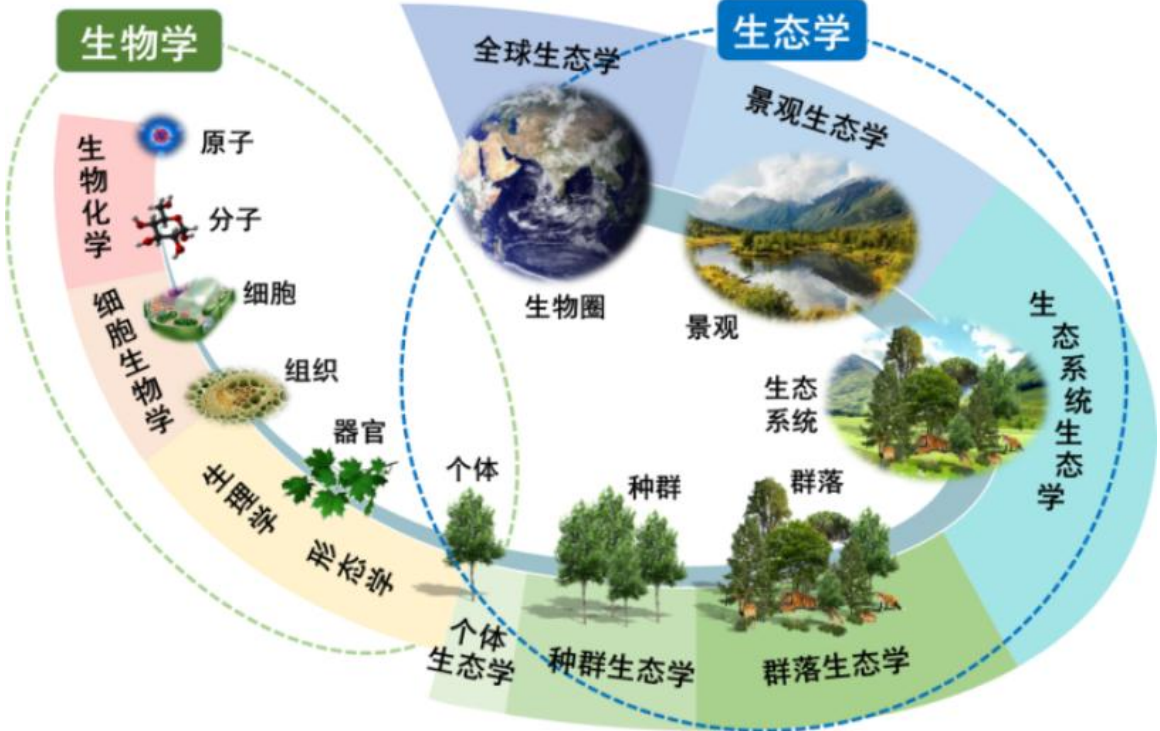 生物学
生态学
全球生态学
景观生态学
生物化学
原子
分子
细胞
细胞生物学
组织
器官
生理学
形态学
个体
个体
生态学
种群
种群生态学
群落
群落生态学
生态
系统
生态系统生态学
景观
生物圈